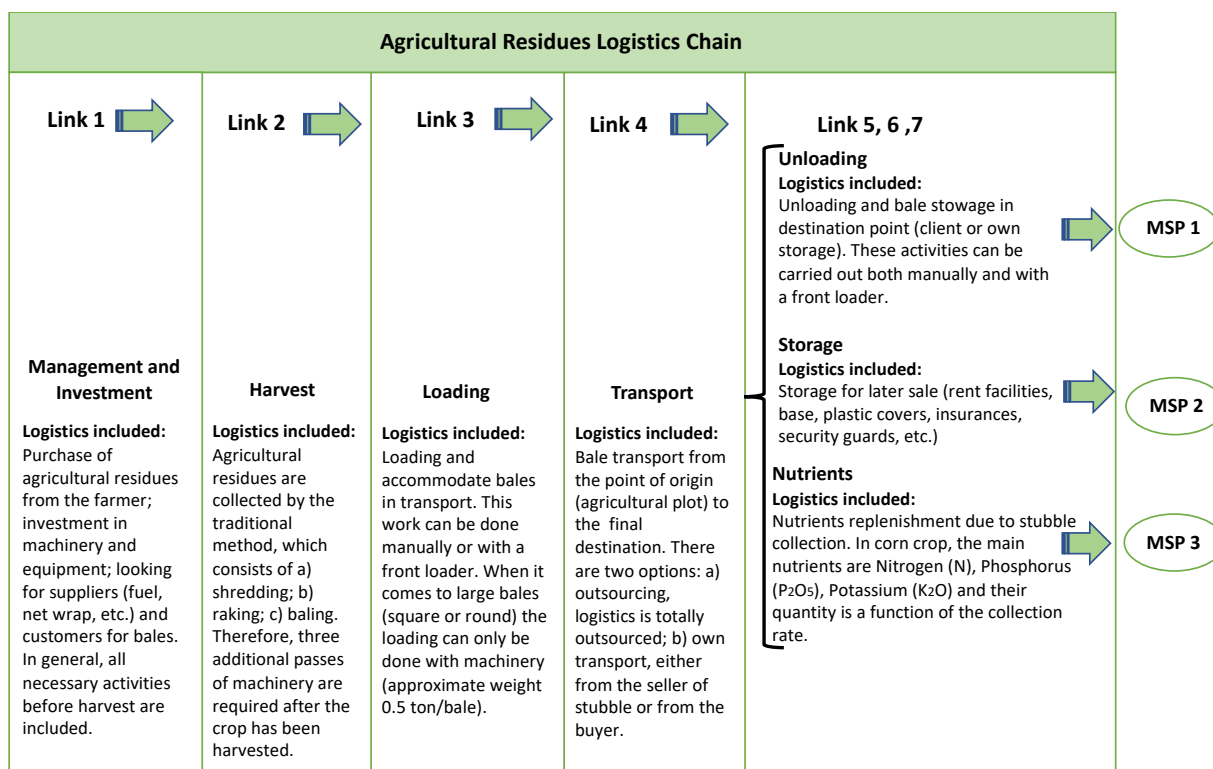 Agricultural Residues Logistics Chain
Link 1
Management and
Investment
Logistics included:
Purchase of
agricultural residues
from the farmer;
investment in
machinery and
equipment; looking
for suppliers (fuel,
net wrap, etc.) and
customers for bales.
In general, all
necessary activities
before harvest are
included.
Link 2
Harvest
Logistics included:
Agricultural
residues are
collected by the
traditional
method, which
consists of a)
shredding; b)
raking; c) baling.
Therefore, three
additional passes
of machinery are
required after the
crop has been
harvested.
Link 3
Loading
Logistics included:
Loading and
accommodate bales
in transport. This
work can be done
manually or with a
front loader. When it
comes to large bales
(square or round) the
loading can only be
done with machinery
(approximate weight
0.5 ton/bale).
Link 4
Transport
Logistics included:
Bale transport from
the point of origin
(agricultural plot) to
the final
destination. There
are two options: a)
outsourcing,
logistics is totally
outsourced; b) own
transport, either
from the seller of
stubble or from the
buyer.
Link 5, 6 ,7
Unloading
Logistics included:
Unloading and bale stowage in
destination point (client or own
storage). These activities can be
carried out both manually and with
a front loader.
MSP 1
Storage
Logistics included:
Storage for later sale (rent facilities,
base, plastic covers, insurances,
security guards, etc.)
MSP 2
Nutrients
Logistics included:
Nutrients replenishment due to stubble
collection. In corn crop, the main
nutrients are Nitrogen (N), Phosphorus
(P2O5), Potassium (K2O) and their
quantity is a function of the collection
rate.
MSP 3